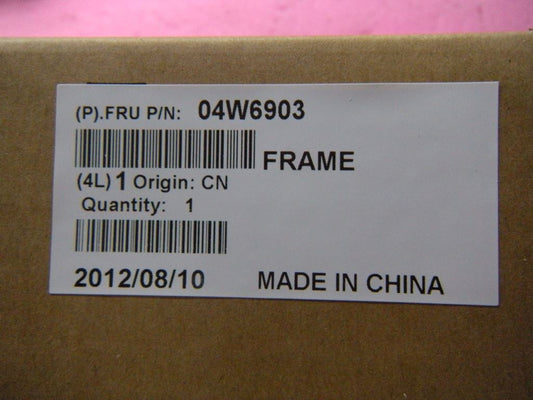 (P).FRU P/N: 04W6903
FRAME
(4L) 1 Origin: CN
Quantity: 1
2012/08/10 MADE IN CHINA